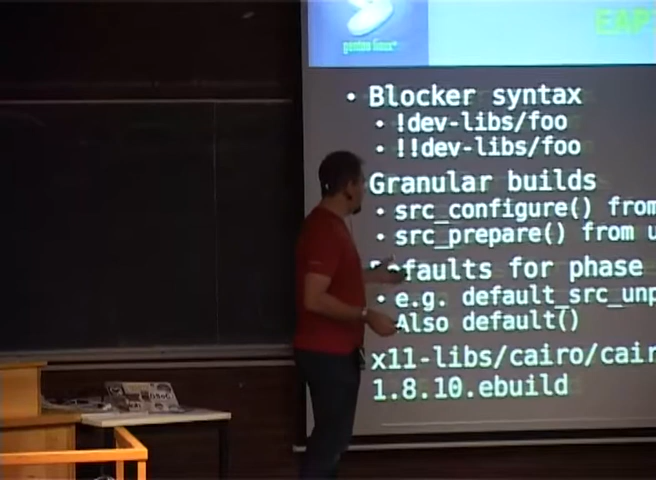 gentoo linux
EAP
• Blocker syntax
• !dev-libs/foo
• !!dev-libs/foo
Granular builds
• src_configure() from
• src_prepare() from
Defaults for phase
• e.g. default_src_unp
Also default()
x11-libs/cairo/cair
1.8.10.ebuild